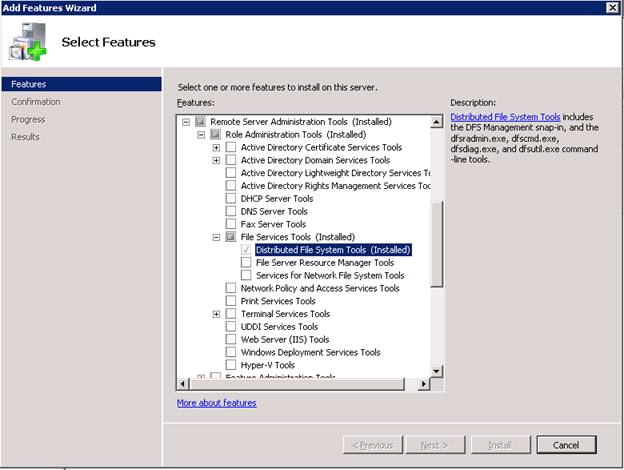 Add Features Wizard
Select Features
Features
Confirmation
Progress
Results
Select one or more features to install on this server.
Features:
Remote Server Administration Tools (Installed)
Role Administration Tools (Installed)
Active Directory Certificate Services Tools
Active Directory Domain Services Tools
Active Directory Lightweight Directory Services To
Active Directory Rights Management Services Too
DHCP Server Tools
DNS Server Tools
Fax Server Tools
File Services Tools (Installed)
Distributed File System Tools (Installed)
File Server Resource Manager Tools
Services for Network File System Tools
Network Policy and Access Services Tools
Print Services Tools
Terminal Services Tools
UDDI Services Tools
Web Server (IIS) Tools
Windows Deployment Services Tools
Hyper-V Tools
Feature Administration Tools
Description:
Distributed File System Tools includes
the DFS Management snap-in, and the
dfsradmin.exe, dfscmd.exe,
dfsdiag.exe, and dfsutil.exe command
-line tools.
More about features
< Previous
Next >
Install
Cancel